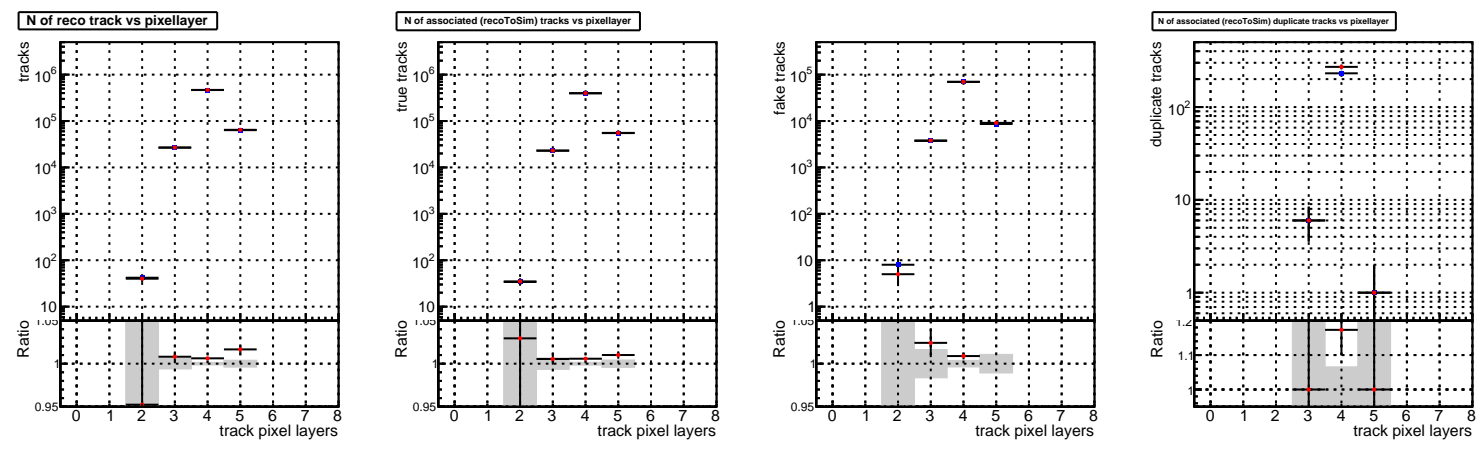 N of reco track vs pixellayer
tracks
10^6
10^5
10^4
10^3
10^2
10
Ratio
1.05
1
0.95
0 1 2 3 4 5 6 7 8
track pixel layers
N of associated (recoToSim) tracks vs pixellayer
true tracks
10^6
10^5
10^4
10^3
10^2
10
Ratio
1.05
1
0.95
0 1 2 3 4 5 6 7 8
track pixel layers
fake tracks
10^5
10^4
10^3
10^2
10
1
Ratio
1.05
1
0.95
0 1 2 3 4 5 6 7 8
track pixel layers
N of associated (recoToSim) duplicate tracks vs pixellayer
duplicate tracks
10^2
10
1
Ratio
1.2
1.1
1
0 1 2 3 4 5 6 7 8
track pixel layers